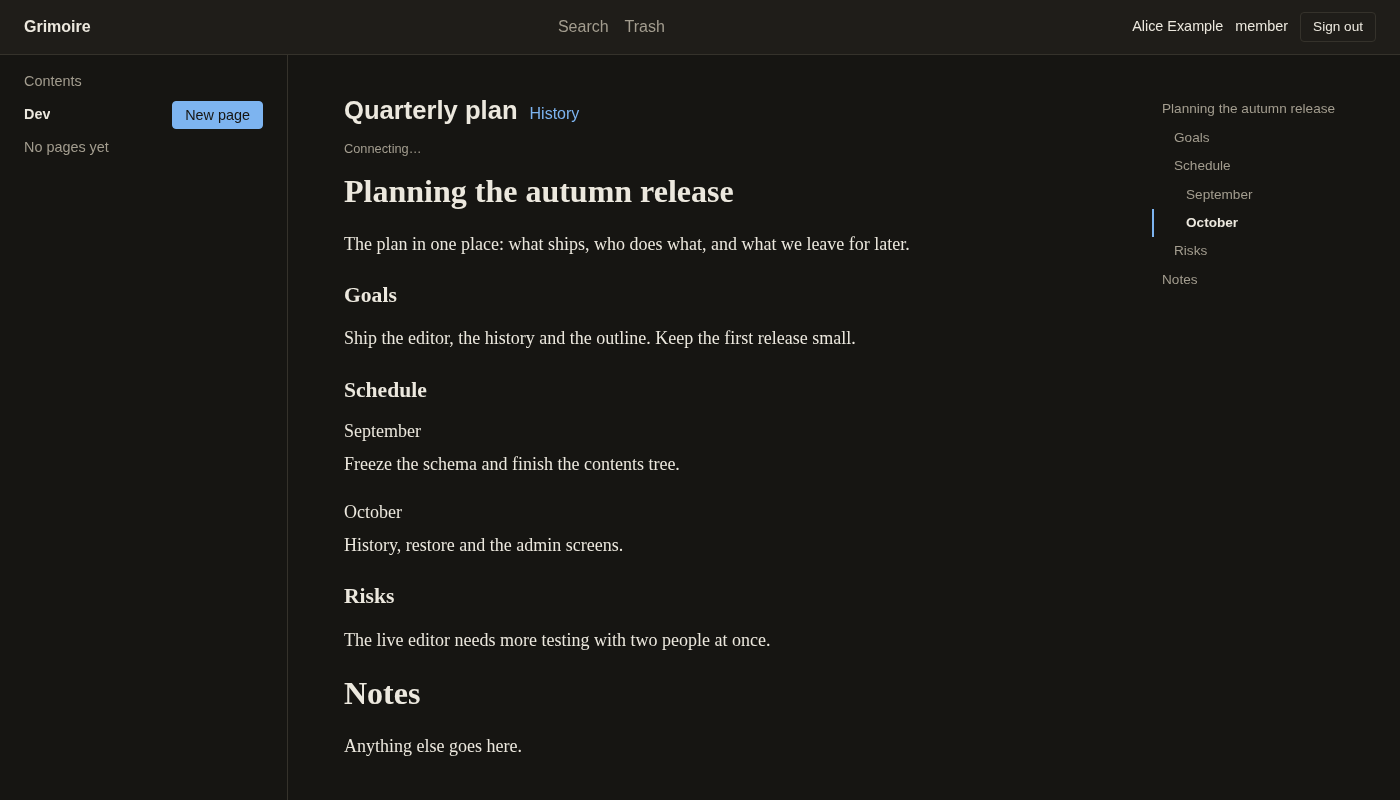 Grimoire
Search Trash
Alice Example member Sign out
Contents
Dev New page
No pages yet
Quarterly plan History
Connecting…
Planning the autumn release
The plan in one place: what ships, who does what, and what we leave for later.
Goals
Ship the editor, the history and the outline. Keep the first release small.
Schedule
September
Freeze the schema and finish the contents tree.
October
History, restore and the admin screens.
Risks
The live editor needs more testing with two people at once.
Notes
Anything else goes here.
Planning the autumn release
Goals
Schedule
September
October
Risks
Notes